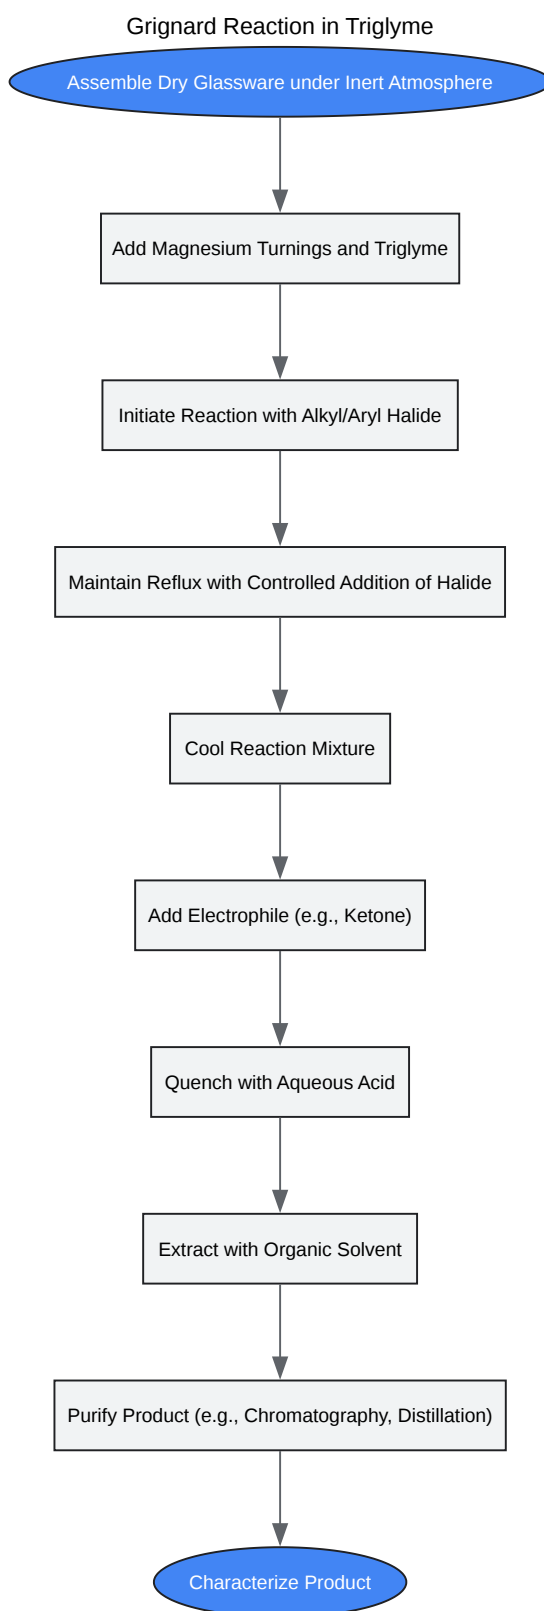 Grignard Reaction in Triglyme
Assemble Dry Glassware under Inert Atmosphere
Add Magnesium Turnings and Triglyme
Initiate Reaction with Alkyl/Aryl Halide
Maintain Reflux with Controlled Addition of Halide
Cool Reaction Mixture
Add Electrophile (e.g., Ketone)
Quench with Aqueous Acid
Extract with Organic Solvent
Purify Product (e.g., Chromatography, Distillation)
Characterize Product